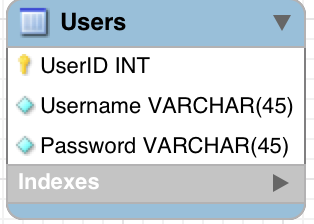 Users
UserID INT
Username VARCHAR(45)
Password VARCHAR(45)
Indexes